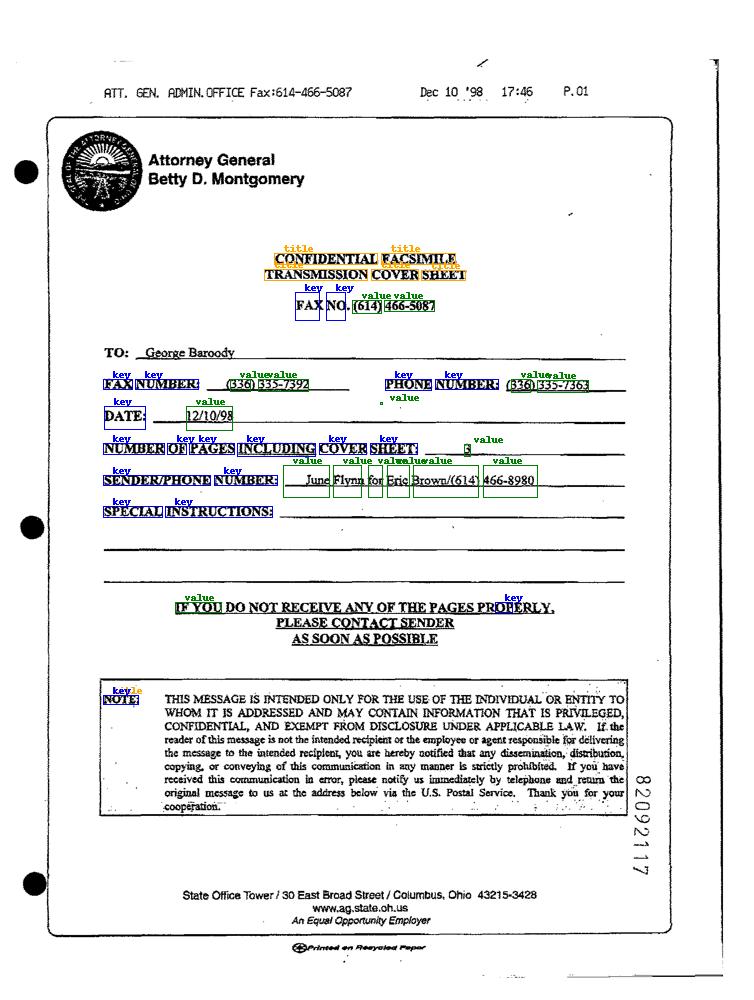 ATT. GEN. ADMIN.OFFICE Fax:614-466-5087 Dec 10 '98 17:46 P.01
Attorney General
Betty D. Montgomery
title title
CONFIDENTIAL FACSIMILE
title title title
TRANSMISSION COVER SHEET
key key value value
FAX NO. (614) 466-5087
TO: George Baroody
key key value value key key value value
FAX NUMBER: (336) 335-7392 PHONE NUMBER: (336) 335-7363
key value value
DATE: 12/10/98
key key key key key key value
NUMBER OF PAGES INCLUDING COVER SHEET: 3
key key value value value value value value
SENDER/PHONE NUMBER: June Flynn for Eric Brown/(614) 466-8980
key key
SPECIAL INSTRUCTIONS:
value key
IF YOU DO NOT RECEIVE ANY OF THE PAGES PROPERLY,
PLEASE CONTACT SENDER
AS SOON AS POSSIBLE
key
NOTE: THIS MESSAGE IS INTENDED ONLY FOR THE USE OF THE INDIVIDUAL OR ENTITY TO
WHOM IT IS ADDRESSED AND MAY CONTAIN INFORMATION THAT IS PRIVILEGED,
CONFIDENTIAL, AND EXEMPT FROM DISCLOSURE UNDER APPLICABLE LAW. If the
reader of this message is not the intended recipient or the employee or agent responsible for delivering
the message to the intended recipient, you are hereby notified that any dissemination, distribution,
copying, or conveying of this communication in any manner is strictly prohibited. If you have
received this communication in error, please notify us immediately by telephone and return the
original message to us at the address below via the U.S. Postal Service. Thank you for your
cooperation.
82092117
State Office Tower / 30 East Broad Street / Columbus, Ohio 43215-3428
www.ag.state.oh.us
An Equal Opportunity Employer
Printed on Recycled Paper